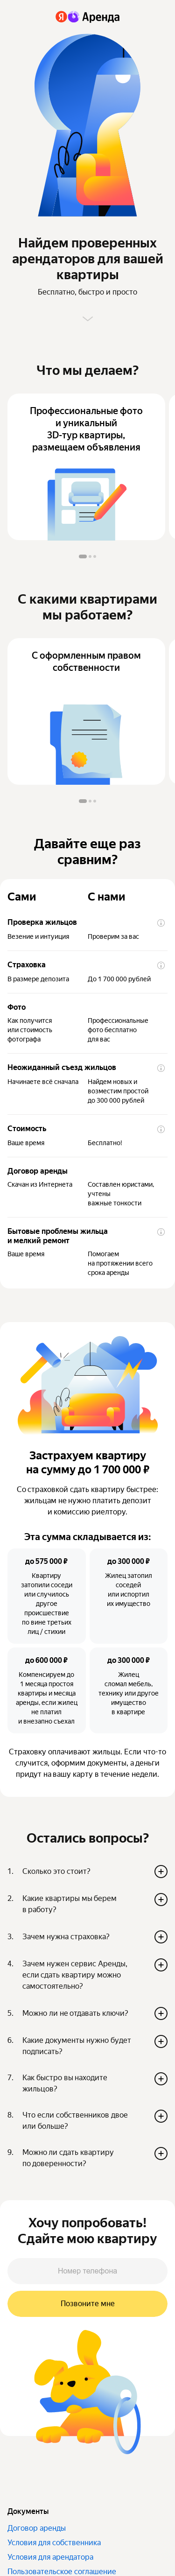 Я Аренда
Найдем проверенных
арендаторов для вашей
квартиры
Бесплатно, быстро и просто
Что мы делаем?
Профессиональные фото
и уникальный
3D-тур квартиры,
размещаем объявления
С какими квартирами
мы работаем?
С оформленным правом
собственности
Давайте еще раз
сравним?
Сами С нами
Проверка жильцов
Везение и интуиция Проверим за вас
Страховка
В размере депозита До 1 700 000 рублей
Фото
Как получится
или стоимость
фотографа
Профессиональные
фото бесплатно
для вас
Неожиданный съезд жильцов
Начинаете всё сначала
Найдем новых и
возместим простой
до 300 000 рублей
Стоимость
Ваше время Бесплатно!
Договор аренды
Скачан из Интернета
Составлен юристами,
учтены
важные тонкости
Бытовые проблемы жильца
и мелкий ремонт
Ваше время
Помогаем
на протяжении всего
срока аренды
Застрахуем квартиру
на сумму до 1 700 000 ₽
Со страховкой сдать квартиру быстрее:
жильцам не нужно платить депозит
и комиссию риелтору.
Эта сумма складывается из:
до 575 000 ₽
Квартиру
затопили соседи
или случилось
другое
происшествие
по вине третьих
лиц / стихии
до 300 000 ₽
Жилец затопил
соседей
или испортил
их имущество
до 600 000 ₽
Компенсируем до
1 месяца простоя
квартиры и месяца
аренды, если жилец
не платил
и внезапно съехал
до 300 000 ₽
Жилец
сломал мебель,
технику или другое
имущество
в квартире
Страховку оплачивают жильцы. Если что-то
случится, оформим документы, а деньги
придут на вашу карту в течение недели.
Остались вопросы?
1. Сколько это стоит?
2. Какие квартиры мы берем
в работу?
3. Зачем нужна страховка?
4. Зачем нужен сервис Аренды,
если сдать квартиру можно
самостоятельно?
5. Можно ли не отдавать ключи?
6. Какие документы нужно будет
подписать?
7. Как быстро вы находите
жильцов?
8. Что если собственников двое
или больше?
9. Можно ли сдать квартиру
по доверенности?
Хочу попробовать!
Сдайте мою квартиру
Номер телефона
Позвоните мне
Документы
Договор аренды
Условия для собственника
Условия для арендатора
Пользовательское соглашение